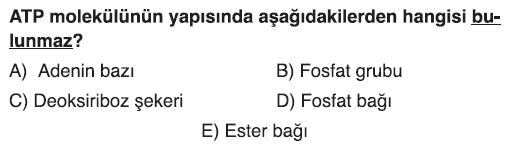 ATP molekülünün yapısında aşağıdakilerden hangisi bu-
lunmaz?
A) Adenin bazı B) Fosfat grubu
C) Deoksiriboz şekeri D) Fosfat bağı
E) Ester bağı